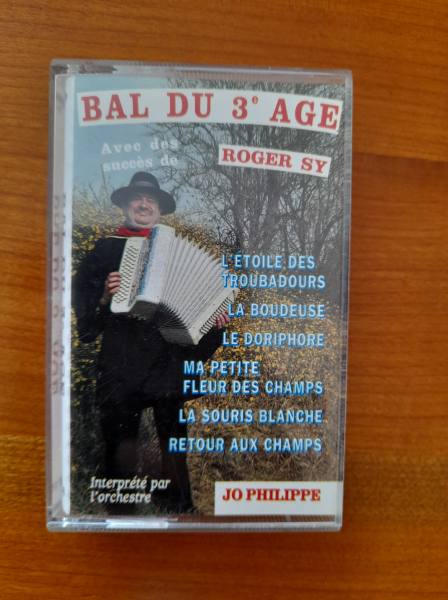 BAL DU 3e AGE
Avec des
succès de
ROGER SY
L'ÉTOILE DES
TROUBADOURS
LA BOUDEUSE
LE DORIPHORE
MA PETITE
FLEUR DES CHAMPS
LA SOURIS BLANCHE
RETOUR AUX CHAMPS
Interprété par
l'orchestre
JO PHILIPPE